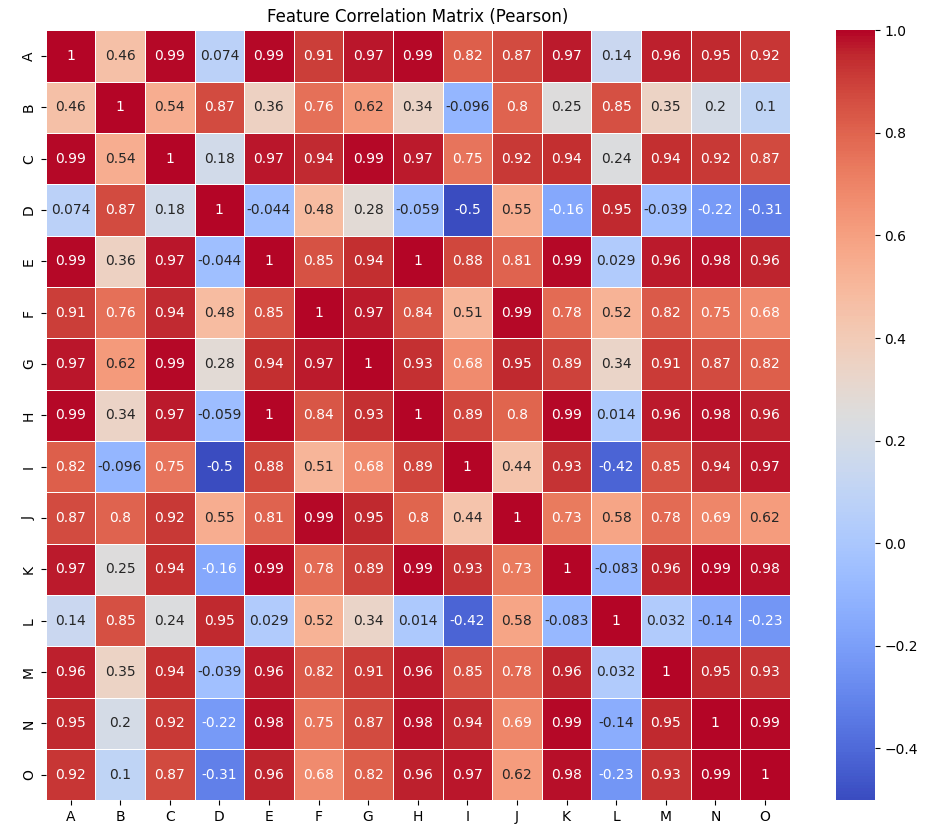 Feature Correlation Matrix (Pearson)
A 1 0.46 0.99 0.074 0.99 0.91 0.97 0.99 0.82 0.87 0.97 0.14 0.96 0.95 0.92 1.0
B 0.46 1 0.54 0.87 0.36 0.76 0.62 0.34 -0.096 0.8 0.25 0.85 0.35 0.2 0.1
0.8
C 0.99 0.54 1 0.18 0.97 0.94 0.99 0.97 0.75 0.92 0.94 0.24 0.94 0.92 0.87
D 0.074 0.87 0.18 1 -0.044 0.48 0.28 -0.059 -0.5 0.55 -0.16 0.95 -0.039 -0.22 -0.31
0.6
E 0.99 0.36 0.97 -0.044 1 0.85 0.94 1 0.88 0.81 0.99 0.029 0.96 0.98 0.96
F 0.91 0.76 0.94 0.48 0.85 1 0.97 0.84 0.51 0.99 0.78 0.52 0.82 0.75 0.68
0.4
G 0.97 0.62 0.99 0.28 0.94 0.97 1 0.93 0.68 0.95 0.89 0.34 0.91 0.87 0.82
H 0.99 0.34 0.97 -0.059 1 0.84 0.93 1 0.89 0.8 0.99 0.014 0.96 0.98 0.96
0.2
I 0.82 -0.096 0.75 -0.5 0.88 0.51 0.68 0.89 1 0.44 0.93 -0.42 0.85 0.94 0.97
J 0.87 0.8 0.92 0.55 0.81 0.99 0.95 0.8 0.44 1 0.73 0.58 0.78 0.69 0.62
0.0
K 0.97 0.25 0.94 -0.16 0.99 0.78 0.89 0.99 0.93 0.73 1 -0.083 0.96 0.99 0.98
L 0.14 0.85 0.24 0.95 0.029 0.52 0.34 0.014 -0.42 0.58 -0.083 1 0.032 -0.14 -0.23
−0.2
M 0.96 0.35 0.94 -0.039 0.96 0.82 0.91 0.96 0.85 0.78 0.96 0.032 1 0.95 0.93
N 0.95 0.2 0.92 -0.22 0.98 0.75 0.87 0.98 0.94 0.69 0.99 -0.14 0.95 1 0.99
−0.4
O 0.92 0.1 0.87 -0.31 0.96 0.68 0.82 0.96 0.97 0.62 0.98 -0.23 0.93 0.99 1
A B C D E F G H I J K L M N O